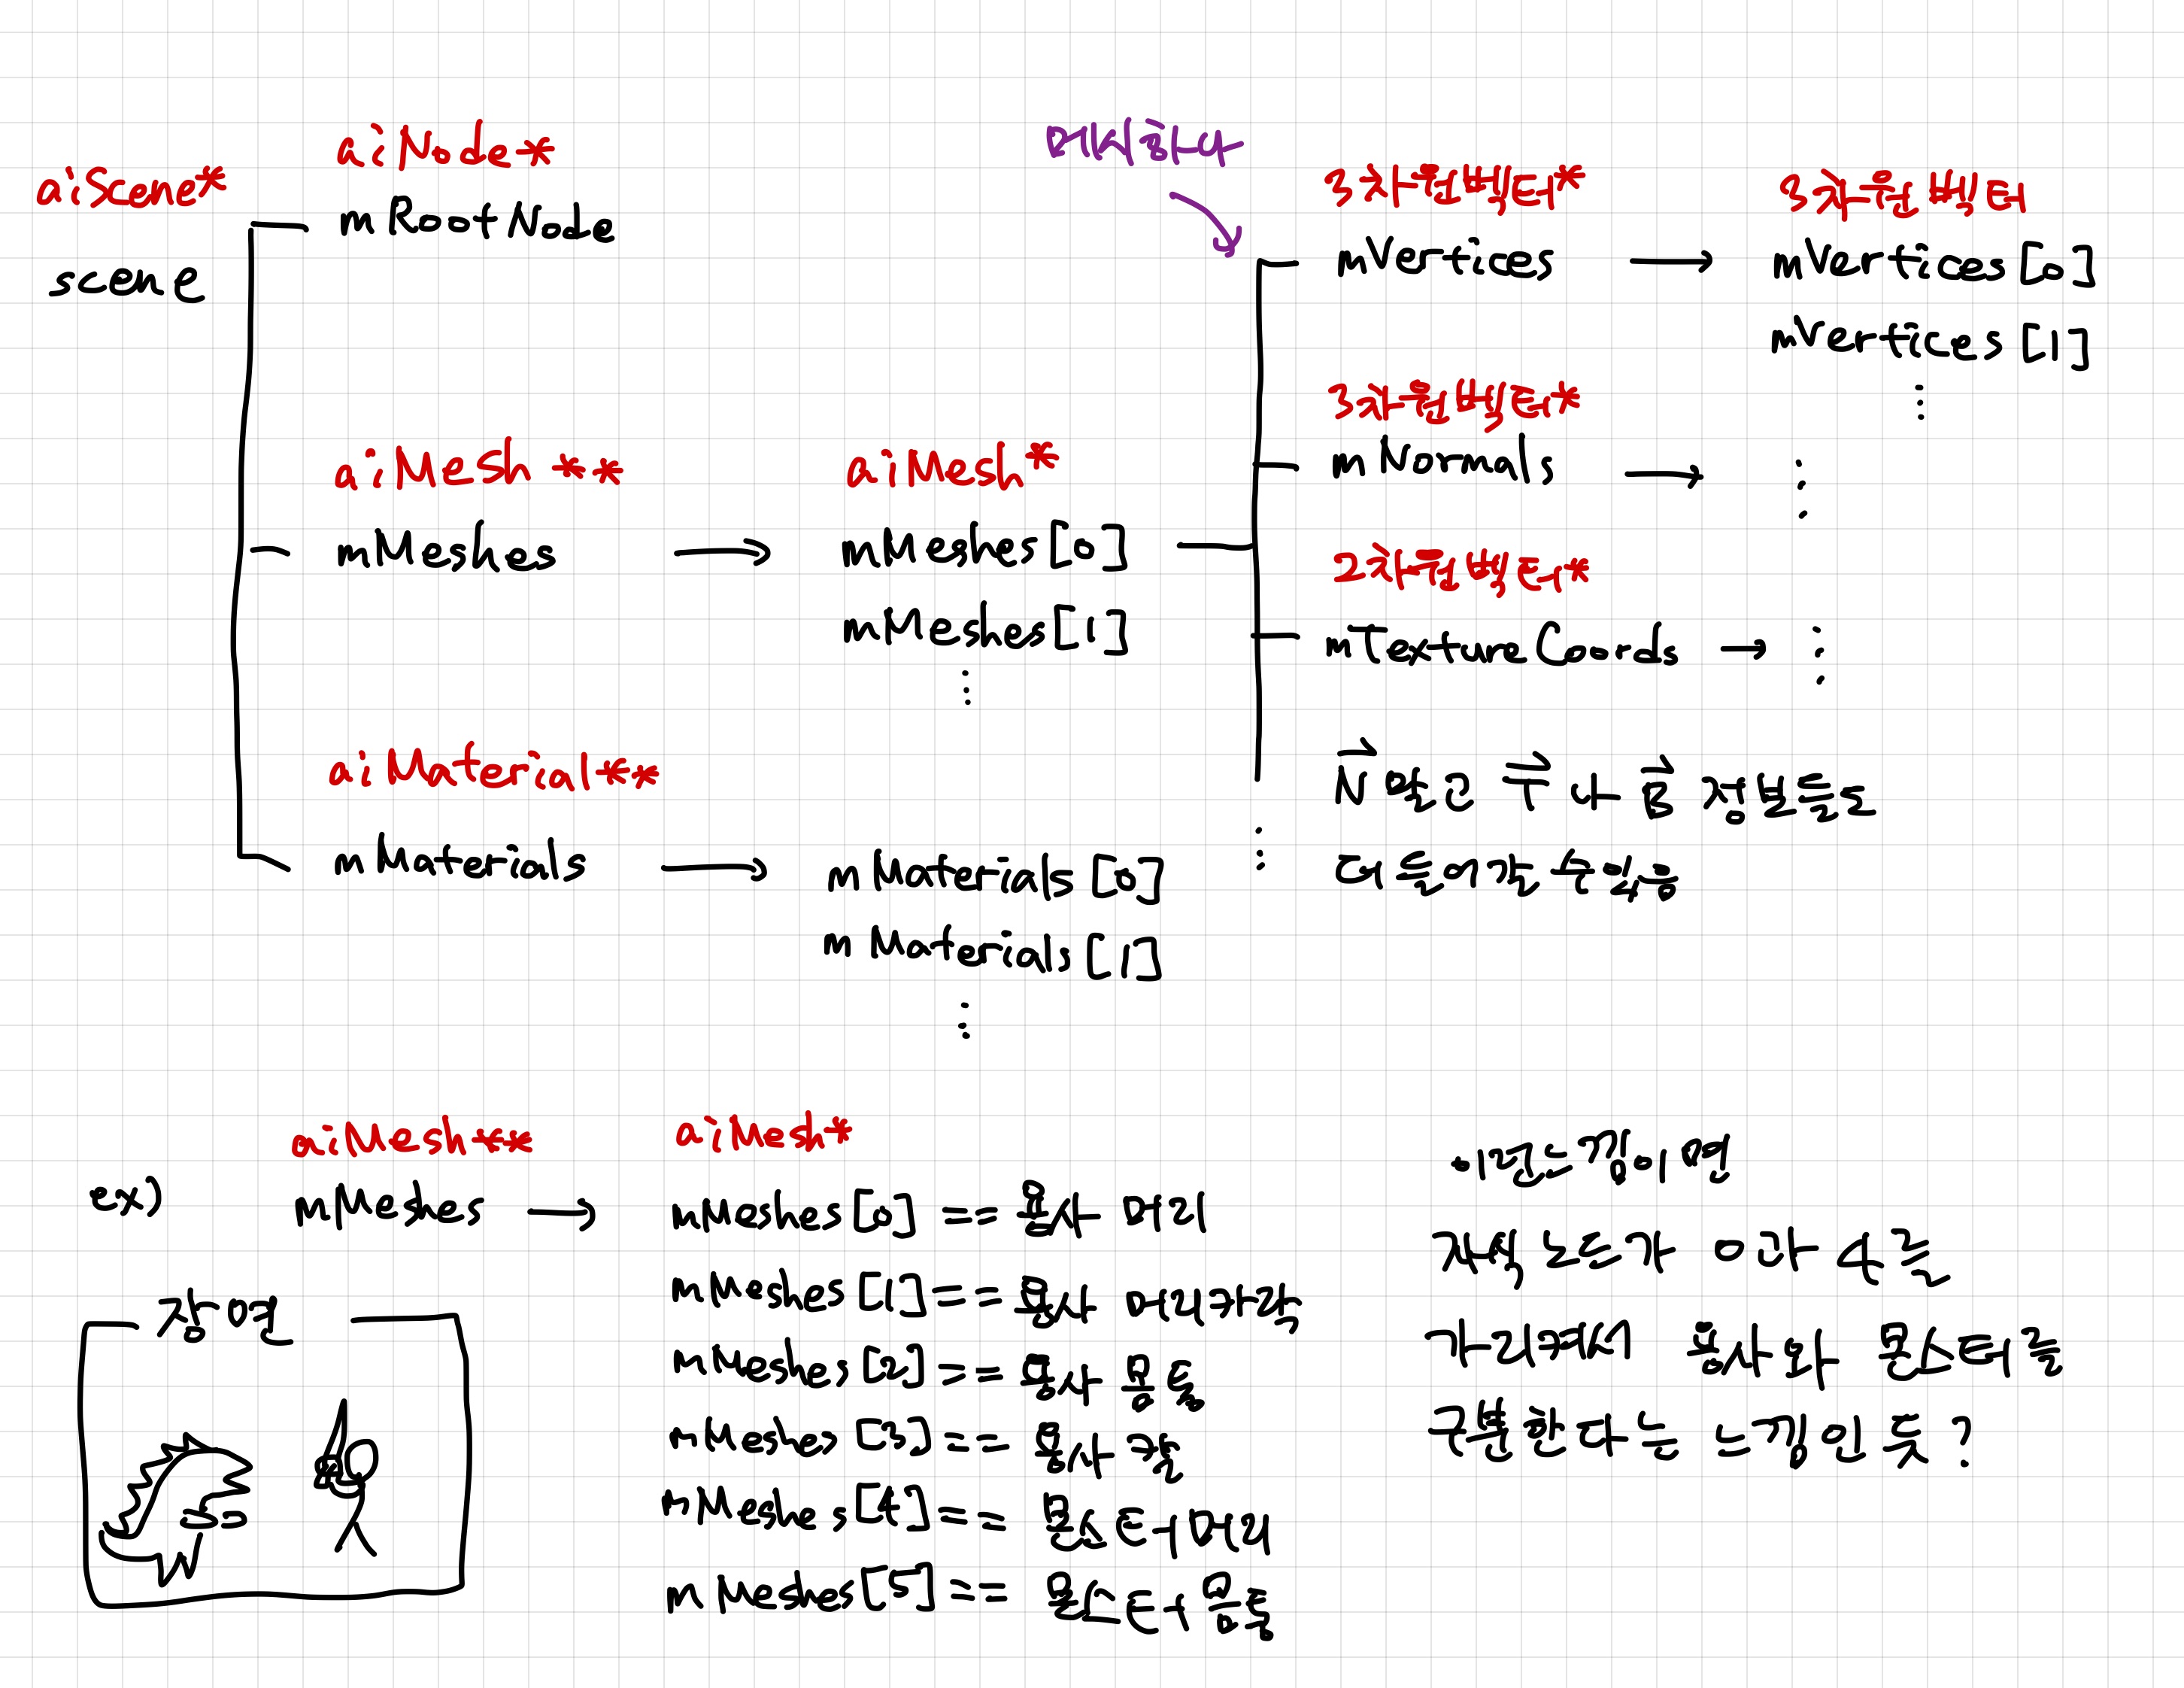 aiScene*
scene
aiNode*
mRootNode
aiMesh **
mMeshes
aiMesh*
mMeshes[0]
mMeshes[1]
aiMaterial**
mMaterials
mMaterials[0]
mMaterials[1]
메쉬하나
3차원벡터*
mVertices
3차원벡터
mVertices[0]
mVertices[1]
3차원벡터*
mNormals
2차원벡터*
mTextureCoords
N 말고 T 나 B 정보들도
더 들어갈 수 있음
ex)
aiMesh**
mMeshes
aiMesh*
mMeshes[0] == 용사 머리
mMeshes[1] == 용사 머리카락
mMeshes[2] == 용사 몸통
mMeshes[3] == 용사 칼
mMeshes[4] == 몬스터머리
mMeshes[5] == 몬스터몸통
장면
이런느낌이면
자식노드가 0과 4를
가리켜서 용사와 몬스터를
구분한다는 느낌인 듯?